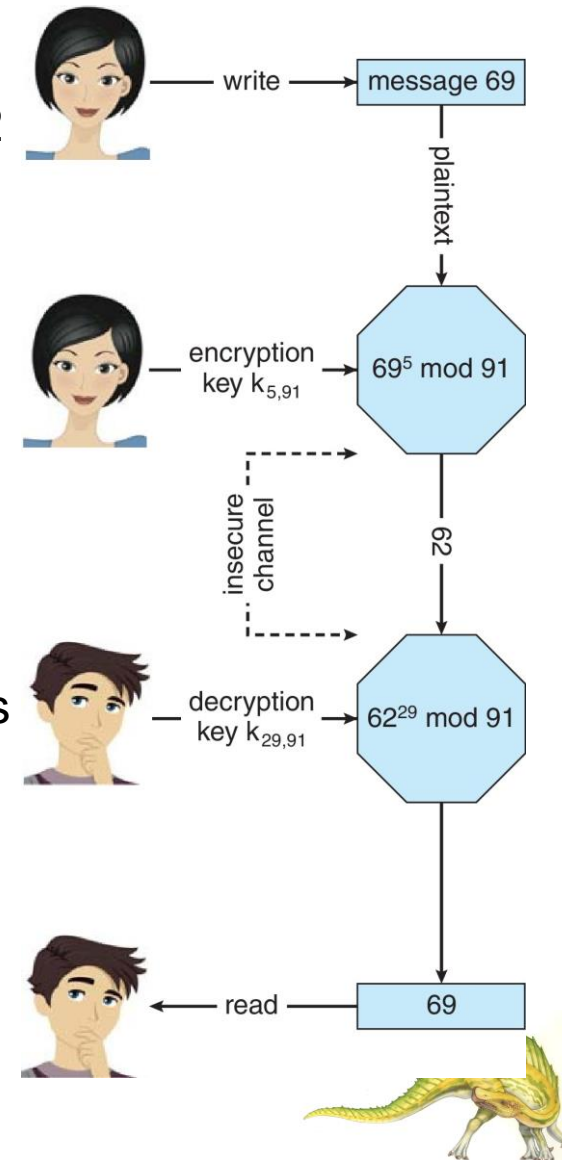 write
message 69
2
plaintext
encryption
key k₅,₉₁
69⁵ mod 91
insecure
channel
62
s
decryption
key k₂₉,₉₁
62²⁹ mod 91
read
69